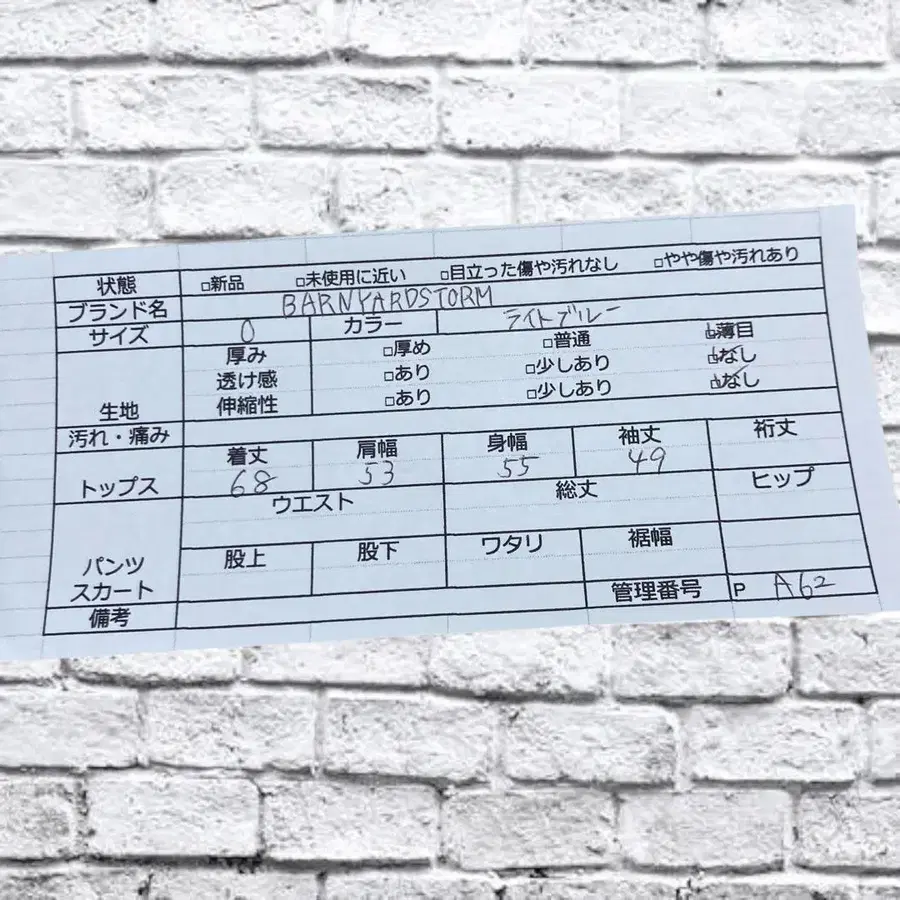 状態 □新品 □未使用に近い □目立った傷や汚れなし □やや傷や汚れあり
ブランド名 BARNYARDSTORM
サイズ 0 カラー ライトブルー
厚み □厚め □普通 ☑薄目
透け感 □あり □少しあり ☑なし
生地 伸縮性 □あり □少しあり ☑なし
汚れ・痛み
着丈 肩幅 身幅 袖丈 裄丈
トップス 68 53 55 49
ウエスト 総丈 ヒップ
股上 股下 ワタリ 裾幅
パンツ
スカート
管理番号 P A62
備考